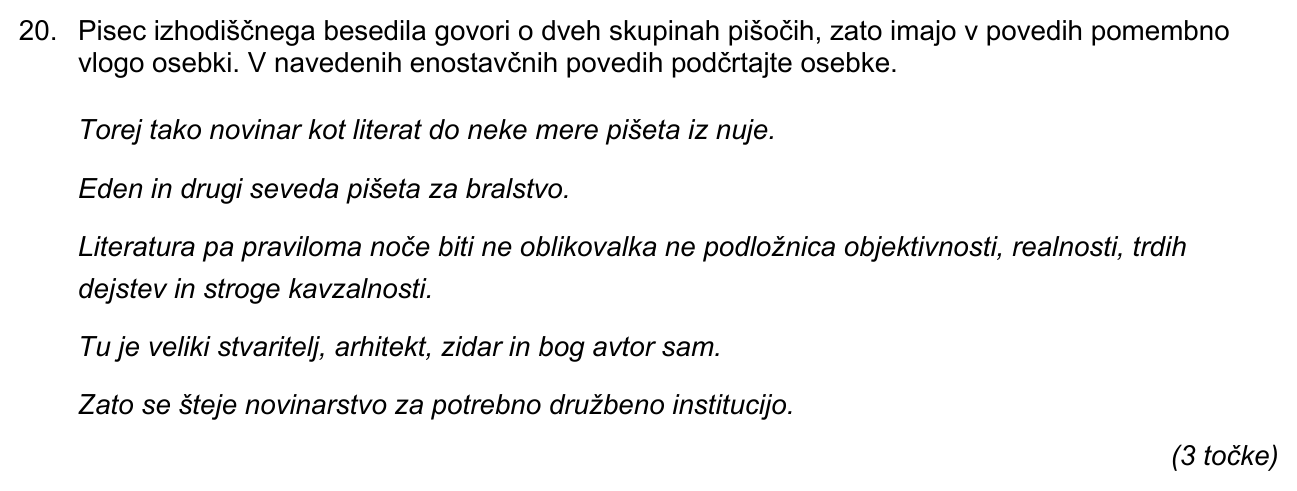 20. Pisec izhodiščnega besedila govori o dveh skupinah pišočih, zato imajo v povedih pomembno
vlogo osebki. V navedenih enostavčnih povedih podčrtajte osebke.
Torej tako novinar kot literat do neke mere pišeta iz nuje.
Eden in drugi seveda pišeta za bralstvo.
Literatura pa praviloma noče biti ne oblikovalka ne podložnica objektivnosti, realnosti, trdih
dejstev in stroge kavzalnosti.
Tu je veliki stvaritelj, arhitekt, zidar in bog avtor sam.
Zato se šteje novinarstvo za potrebno družbeno institucijo.
(3 točke)